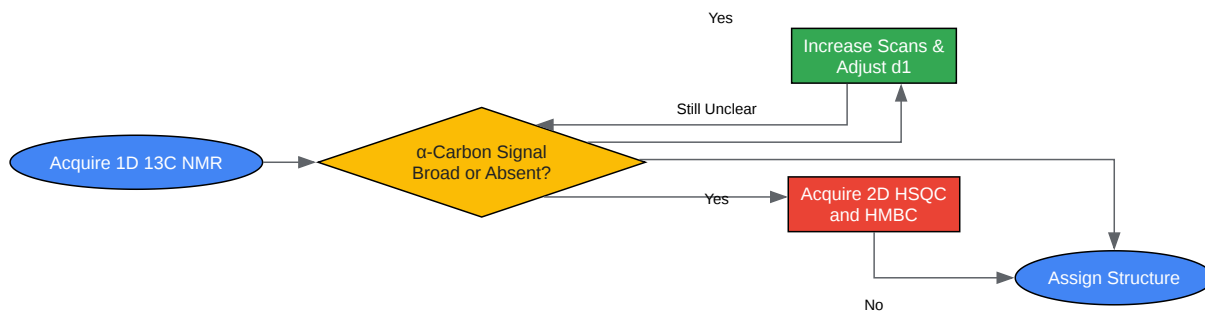 Yes
Increase Scans &
Adjust d1
Still Unclear
Acquire 1D 13C NMR
α-Carbon Signal
Broad or Absent?
Yes
Acquire 2D HSQC
and HMBC
Assign Structure
No